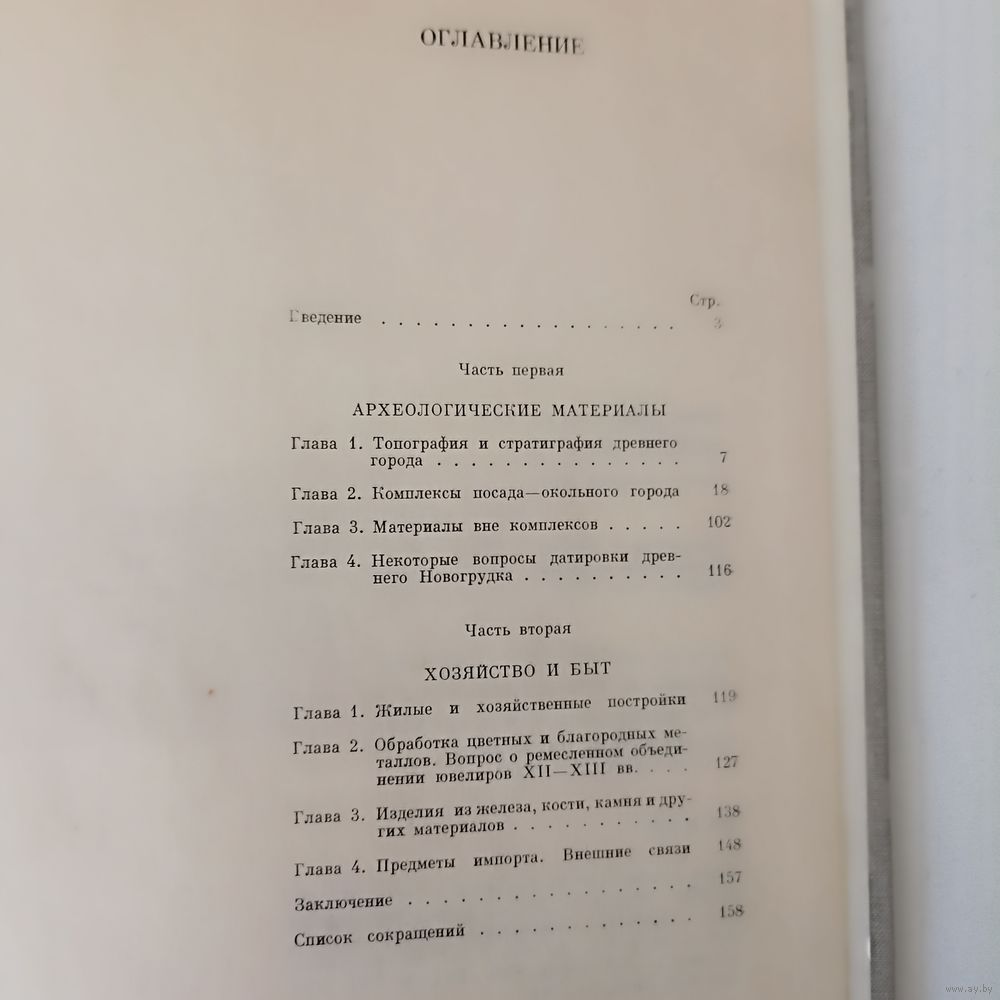 ОГЛАВЛЕНИЕ
Стр.
Введение . . . . . . . . . . . . . . . . . . 3
Часть первая
АРХЕОЛОГИЧЕСКИЕ МАТЕРИАЛЫ
Глава 1. Топография и стратиграфия древнего
города . . . . . . . . . . . . . . . 7
Глава 2. Комплексы посада—окольного города 18
Глава 3. Материалы вне комплексов . . . . . 102
Глава 4. Некоторые вопросы датировки древ-
него Новогрудка . . . . . . . . . . 116
Часть вторая
ХОЗЯЙСТВО И БЫТ
Глава 1. Жилые и хозяйственные постройки 119
Глава 2. Обработка цветных и благородных ме-
таллов. Вопрос о ремесленном объеди-
нении ювелиров XII—XIII вв. . . . 127
Глава 3. Изделия из железа, кости, камня и дру-
гих материалов . . . . . . . . . . . 138
Глава 4. Предметы импорта. Внешние связи 148
Заключение . . . . . . . . . . . . . . . . . 157
Список сокращений . . . . . . . . . . . . . 158
www.ay.by